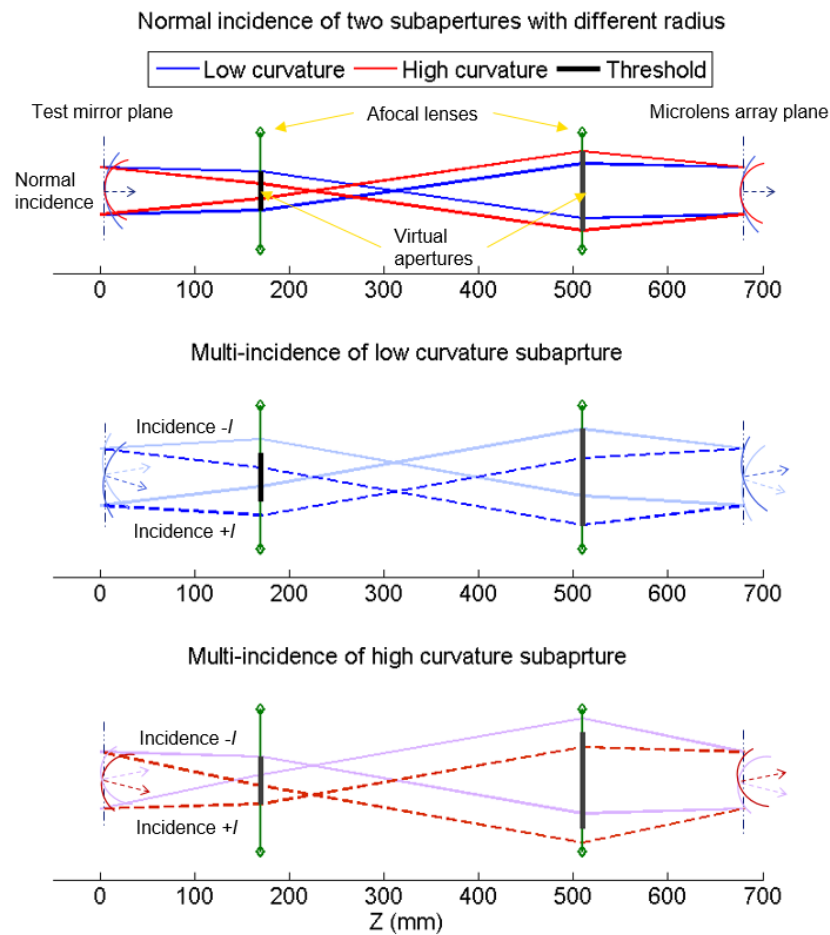 Normal incidence of two subapertures with different radius
Low curvature High curvature Threshold
Test mirror plane
Afocal lenses
Microlens array plane
Normal
incidence
Virtual
apertures
0 100 200 300 400 500 600 700
Multi-incidence of low curvature subaprture
Incidence -I
Incidence +I
0 100 200 300 400 500 600 700
Multi-incidence of high curvature subaprture
Incidence -I
Incidence +I
0 100 200 300 400 500 600 700
Z (mm)